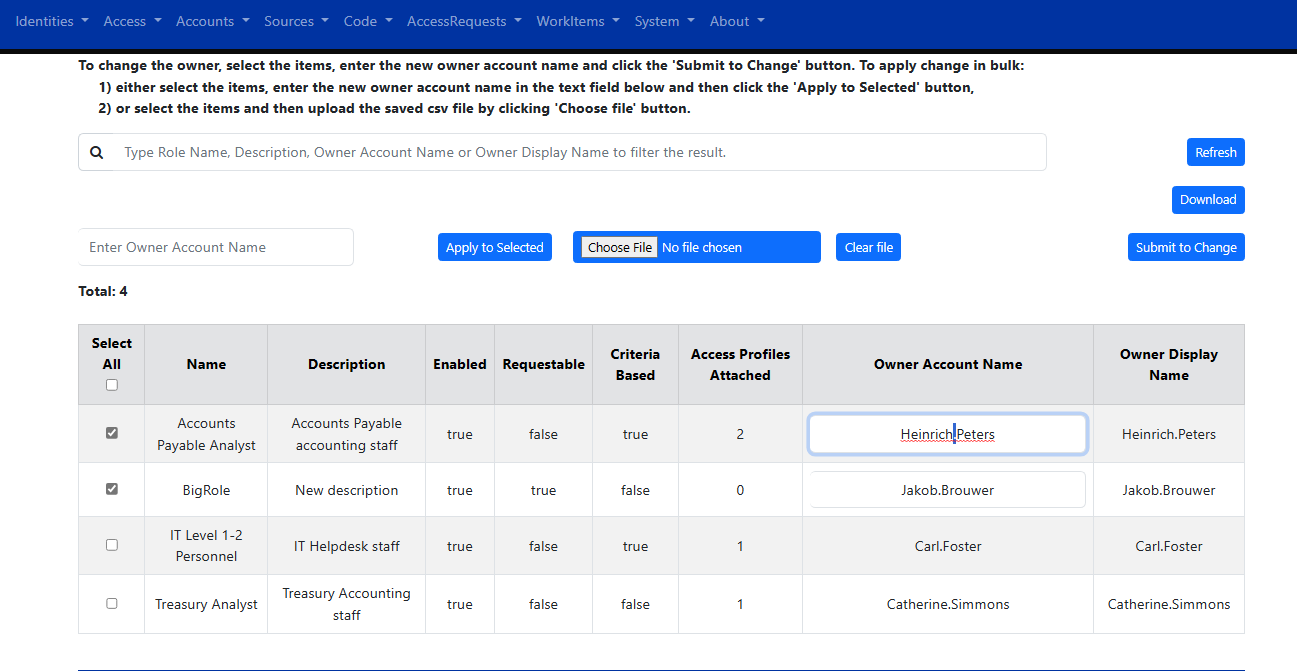 Identities Access Accounts Sources Code AccessRequests WorkItems System About
To change the owner, select the items, enter the new owner account name and click the 'Submit to Change' button. To apply change in bulk:
1) either select the items, enter the new owner account name in the text field below and then click the 'Apply to Selected' button,
2) or select the items and then upload the saved csv file by clicking 'Choose file' button.
Type Role Name, Description, Owner Account Name or Owner Display Name to filter the result.
Refresh
Download
Enter Owner Account Name Apply to Selected Choose File No file chosen Clear file Submit to Change
Total: 4
Select All Name Description Enabled Requestable Criteria Based Access Profiles Attached Owner Account Name Owner Display Name
Accounts Payable Analyst Accounts Payable accounting staff true false true 2 Heinrich.Peters Heinrich.Peters
BigRole New description true true false 0 Jakob.Brouwer Jakob.Brouwer
IT Level 1-2 Personnel IT Helpdesk staff true false true 1 Carl.Foster Carl.Foster
Treasury Analyst Treasury Accounting staff true false false 1 Catherine.Simmons Catherine.Simmons